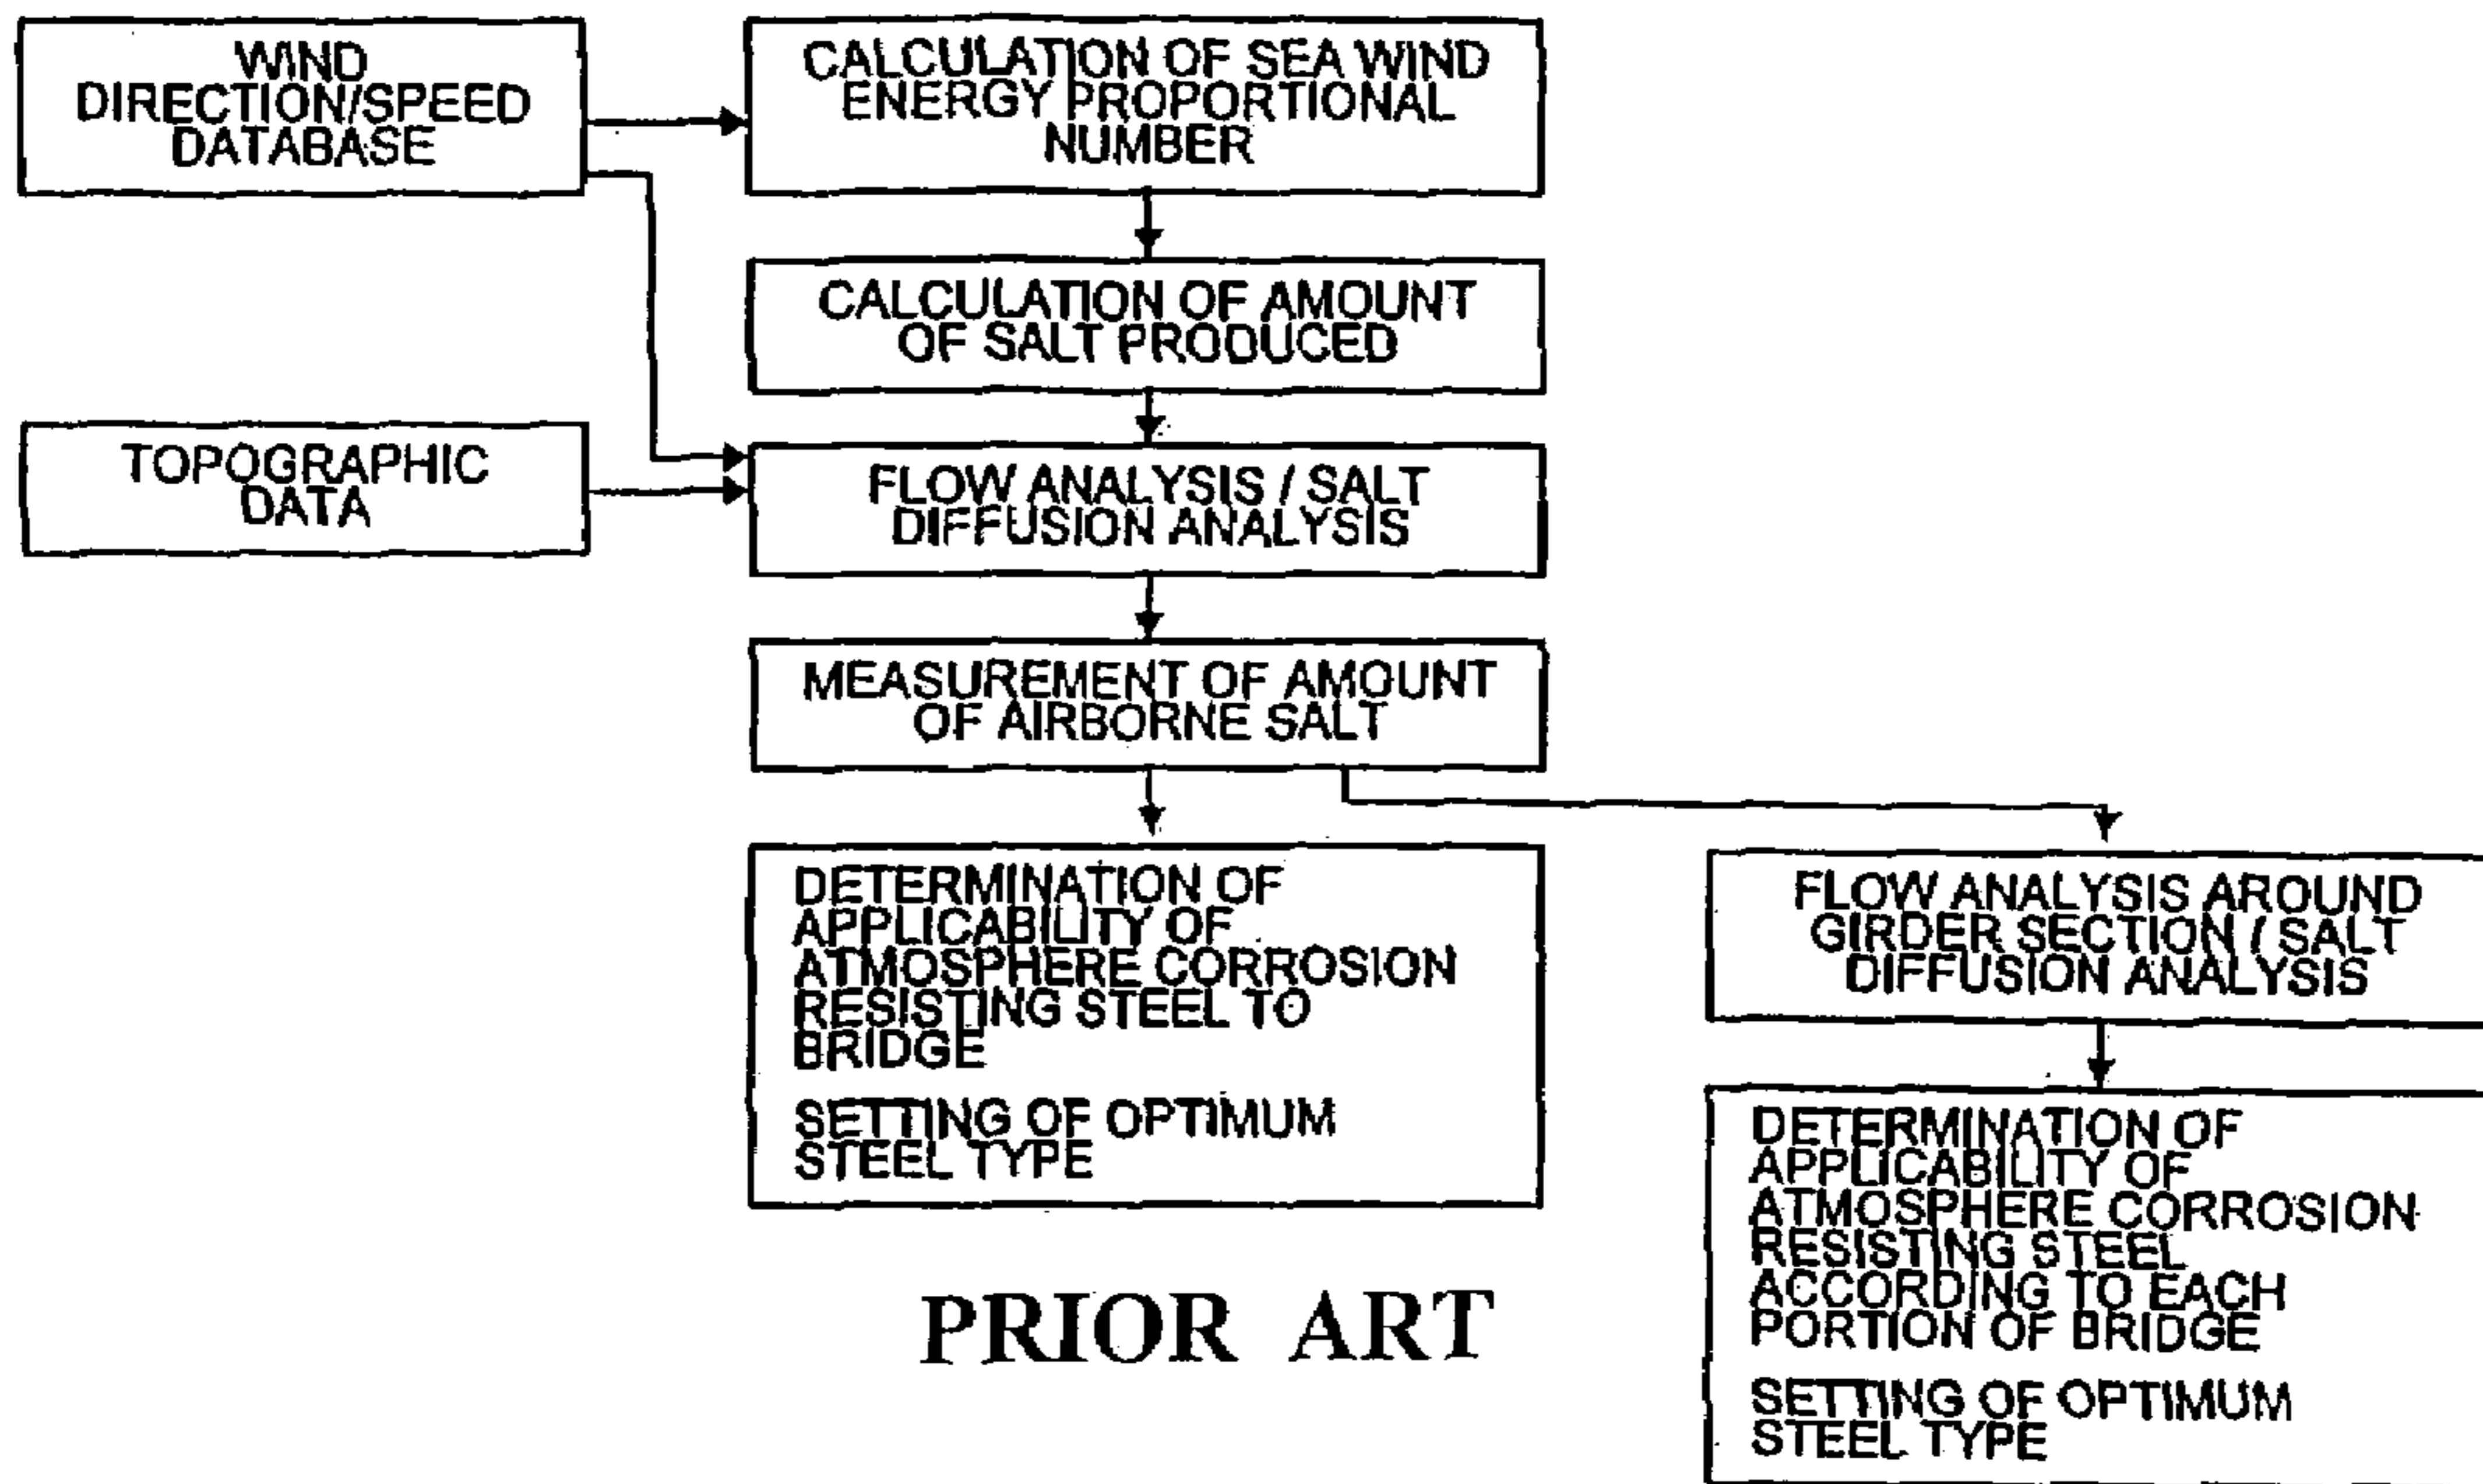 WIND
DIRECTION/SPEED
DATABASE
CALCULATION OF SEA WIND
ENERGY PROPORTIONAL
NUMBER
CALCULATION OF AMOUNT
OF SALT PRODUCED
TOPOGRAPHIC
DATA
FLOW ANALYSIS / SALT
DIFFUSION ANALYSIS
MEASUREMENT OF AMOUNT
OF AIRBORNE SALT
DETERMINATION OF
APPLICABILITY OF
ATMOSPHERE CORROSION
RESISTING STEEL TO
BRIDGE
SETTING OF OPTIMUM
STEEL TYPE
FLOW ANALYSIS AROUND
GIRDER SECTION / SALT
DIFFUSION ANALYSIS
DETERMINATION OF
APPLICABILITY OF
ATMOSPHERE CORROSION
RESISTING STEEL
ACCORDING TO EACH
PORTION OF BRIDGE
SETTING OF OPTIMUM
STEEL TYPE
PRIOR ART